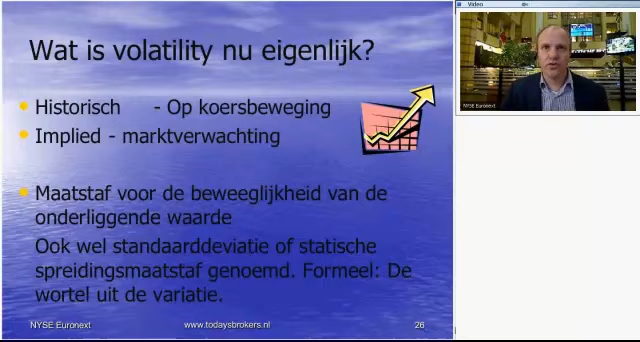 Wat is volatility nu eigenlijk?
Historisch - Op koersbeweging
Implied - marktverwachting
Maatstaf voor de beweeglijkheid van de
onderliggende waarde
Ook wel standaarddeviatie of statische
spreidingsmaatstaf genoemd. Formeel: De
wortel uit de variatie.
NYSE Euronext
www.todaysbrokers.nl
26
Video
NYSE Euronext